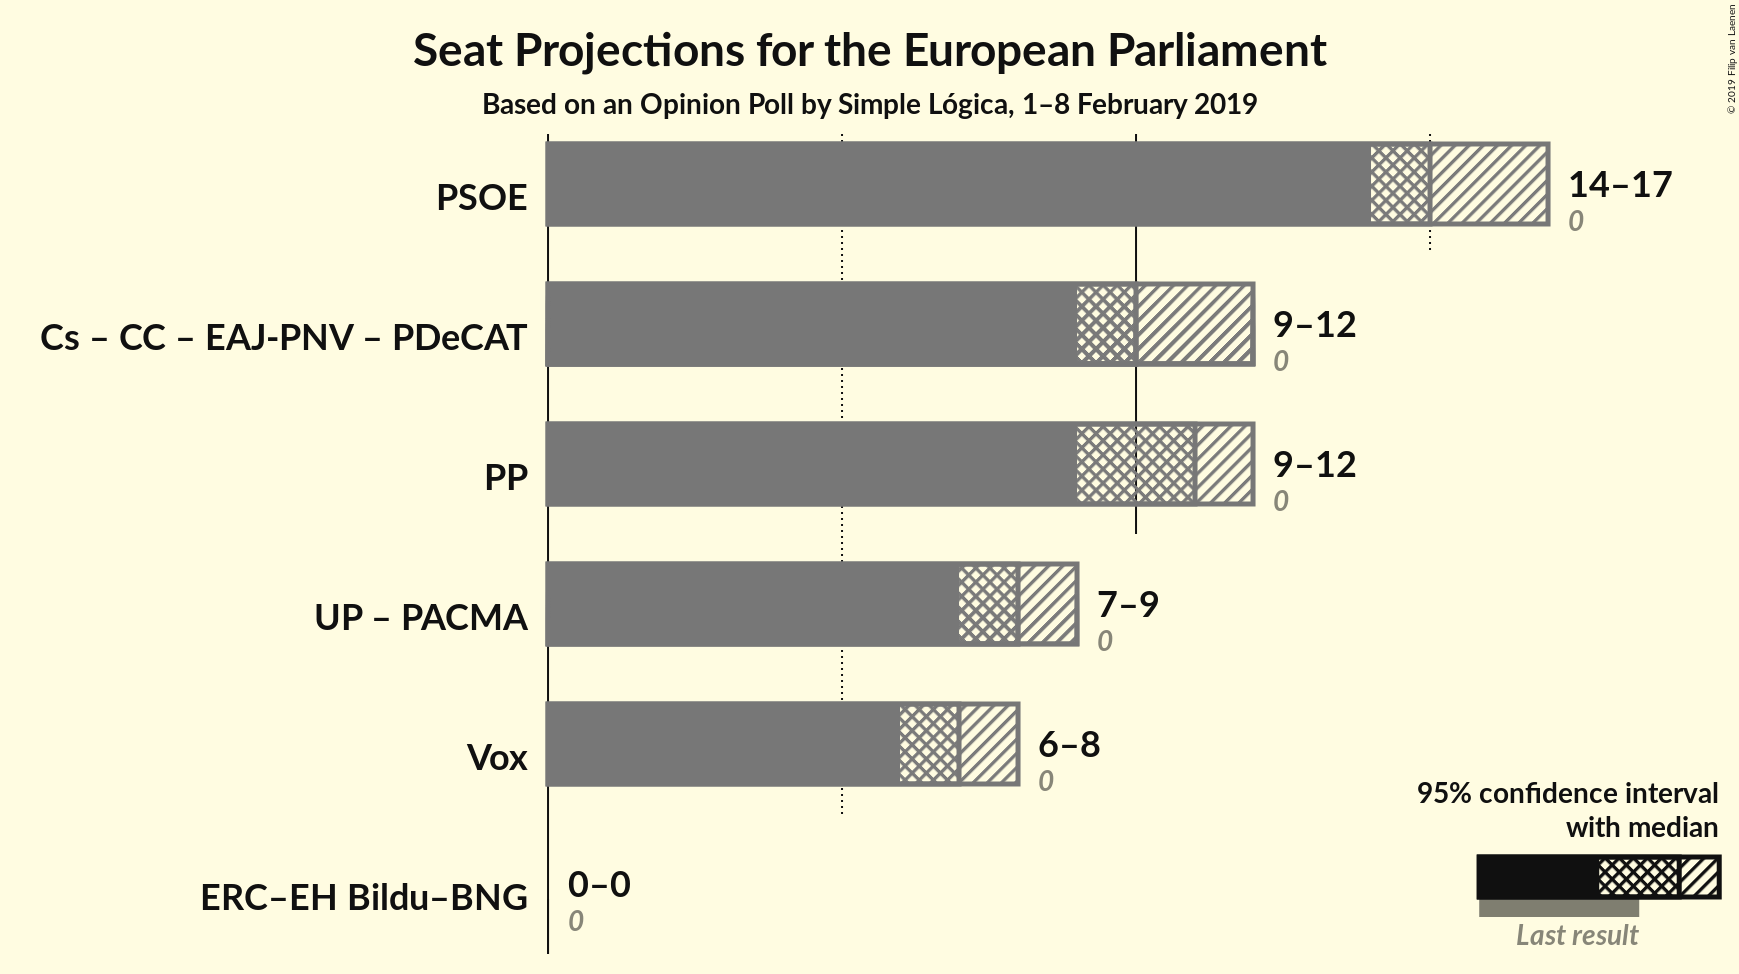 Seat Projections for the European Parliament
Based on an Opinion Poll by Simple Lógica, 1–8 February 2019
© 2019 Filip van Laenen
PSOE
14–17
0
Cs – CC – EAJ-PNV – PDeCAT
9–12
0
PP
9–12
0
UP – PACMA
7–9
0
Vox
6–8
0
ERC–EH Bildu–BNG
0–0
0
95% confidence interval
with median
Last result